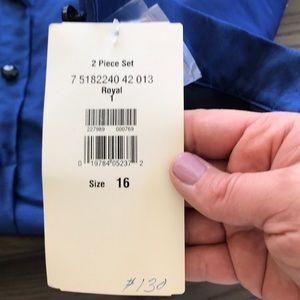 2 Piece Set
7 5182240 42 013
Royal
1
227989 000769
0 19784 05237 2
Size 16
$130